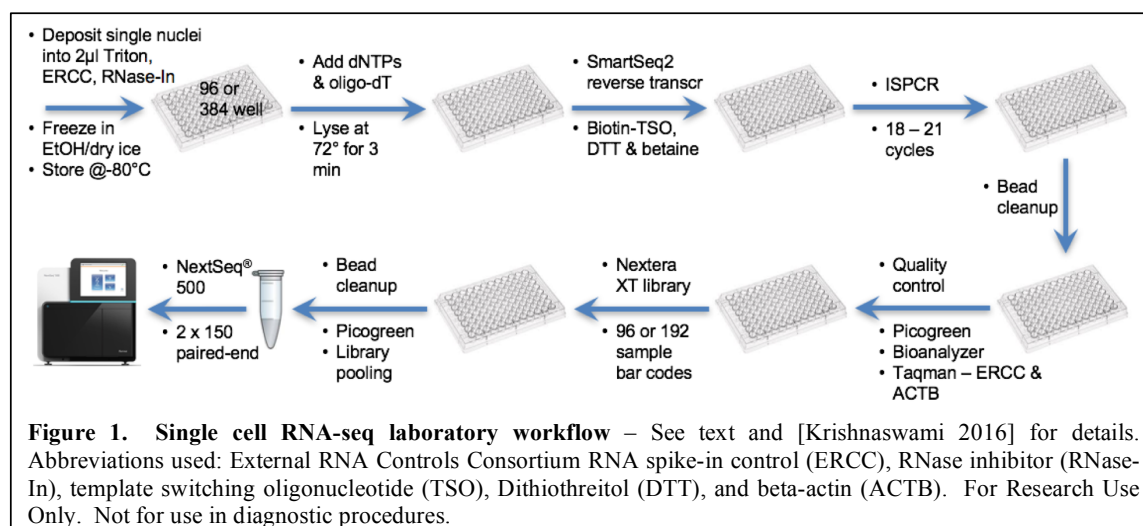 • Deposit single nuclei
into 2µl Triton,
ERCC, RNase-In
• Freeze in
EtOH/dry ice
• Store @-80°C
96 or
384 well
• Add dNTPs
& oligo-dT
• Lyse at
72° for 3
min
• SmartSeq2
reverse transcr
• Biotin-TSO,
DTT & betaine
• ISPCR
• 18 – 21
cycles
• Bead
cleanup
• Quality
control
• Picogreen
• Bioanalyzer
• Taqman – ERCC &
ACTB
• Nextera
XT library
• 96 or 192
sample
bar codes
• Bead
cleanup
• Picogreen
• Library
pooling
• NextSeq®
500
• 2 x 150
paired-end
Figure 1. Single cell RNA-seq laboratory workflow – See text and [Krishnaswami 2016] for details.
Abbreviations used: External RNA Controls Consortium RNA spike-in control (ERCC), RNase inhibitor (RNase-
In), template switching oligonucleotide (TSO), Dithiothreitol (DTT), and beta-actin (ACTB). For Research Use
Only. Not for use in diagnostic procedures.